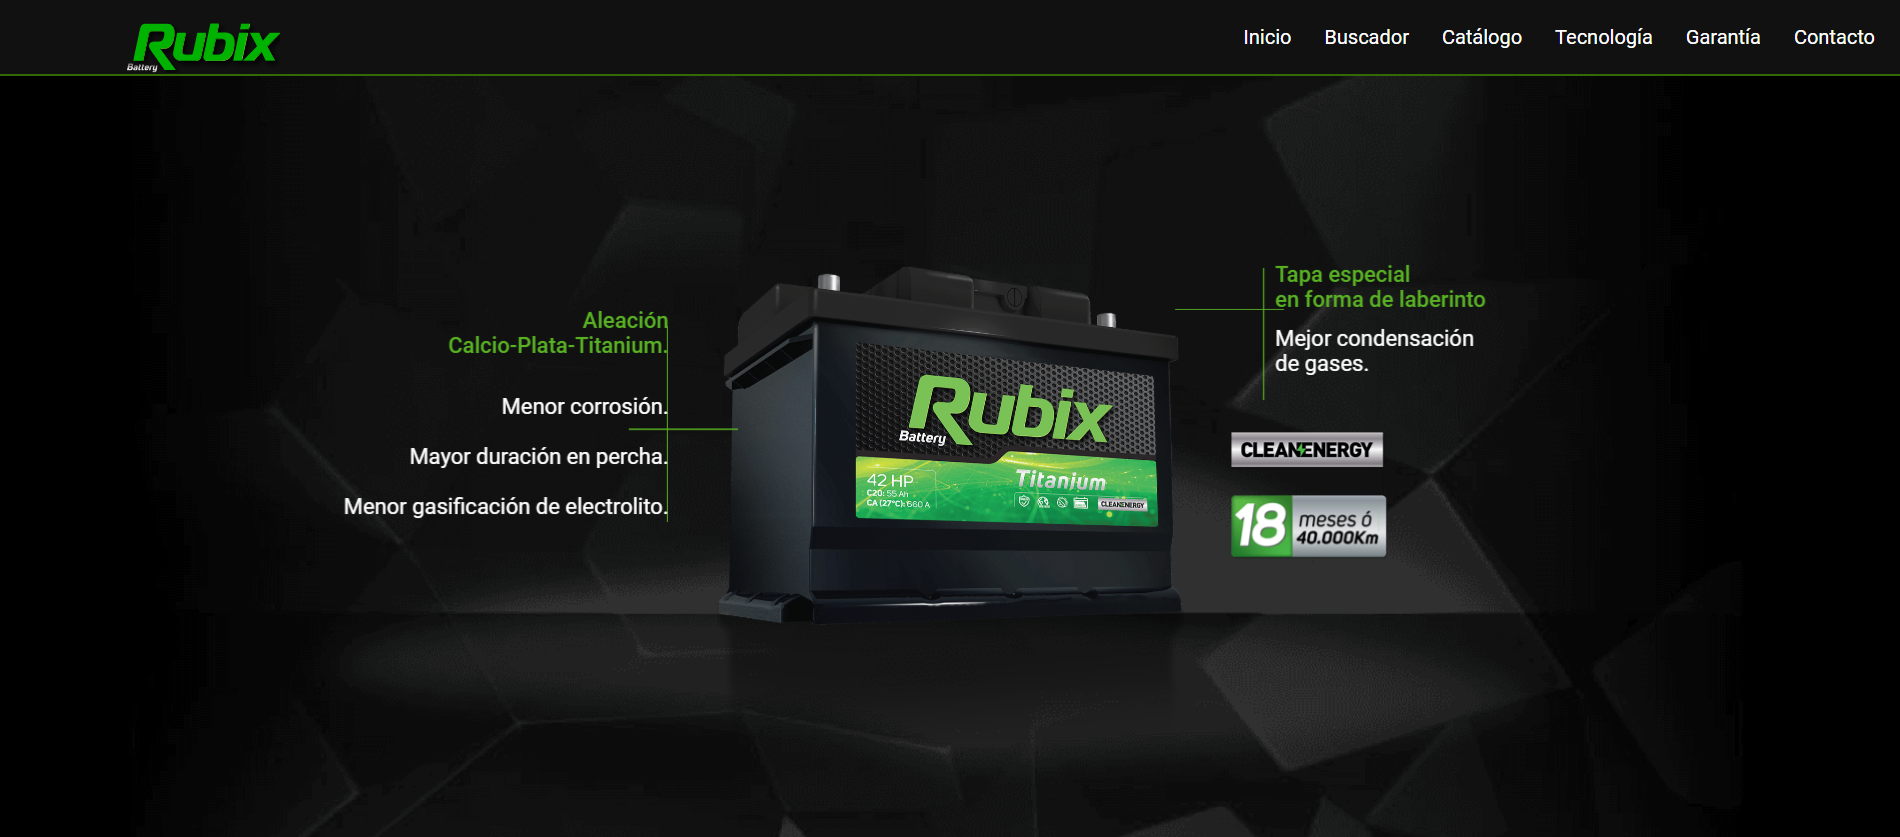 Rubix
Battery
Inicio
Buscador
Catálogo
Tecnología
Garantía
Contacto
Aleación
Calcio-Plata-Titanium.
Menor corrosión.
Mayor duración en percha.
Menor gasificación de electrolito.
Rubix
Battery
42 HP
C20: 55 Ah
CA (27°C): 660 A
Titanium
CLEANENERGY
Tapa especial
en forma de laberinto
Mejor condensación
de gases.
CLEANENERGY
18
meses ó
40.000Km